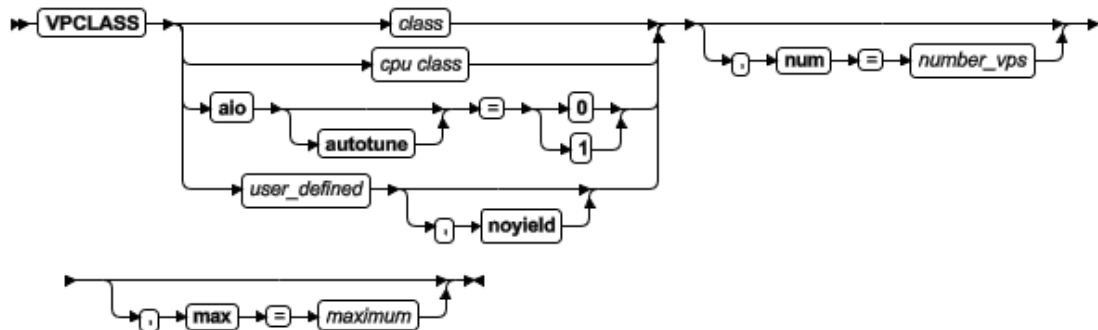 VPCLASS class , num = number_vps
cpu class
aio autotune = 0
1
user_defined , noyield
, max = maximum